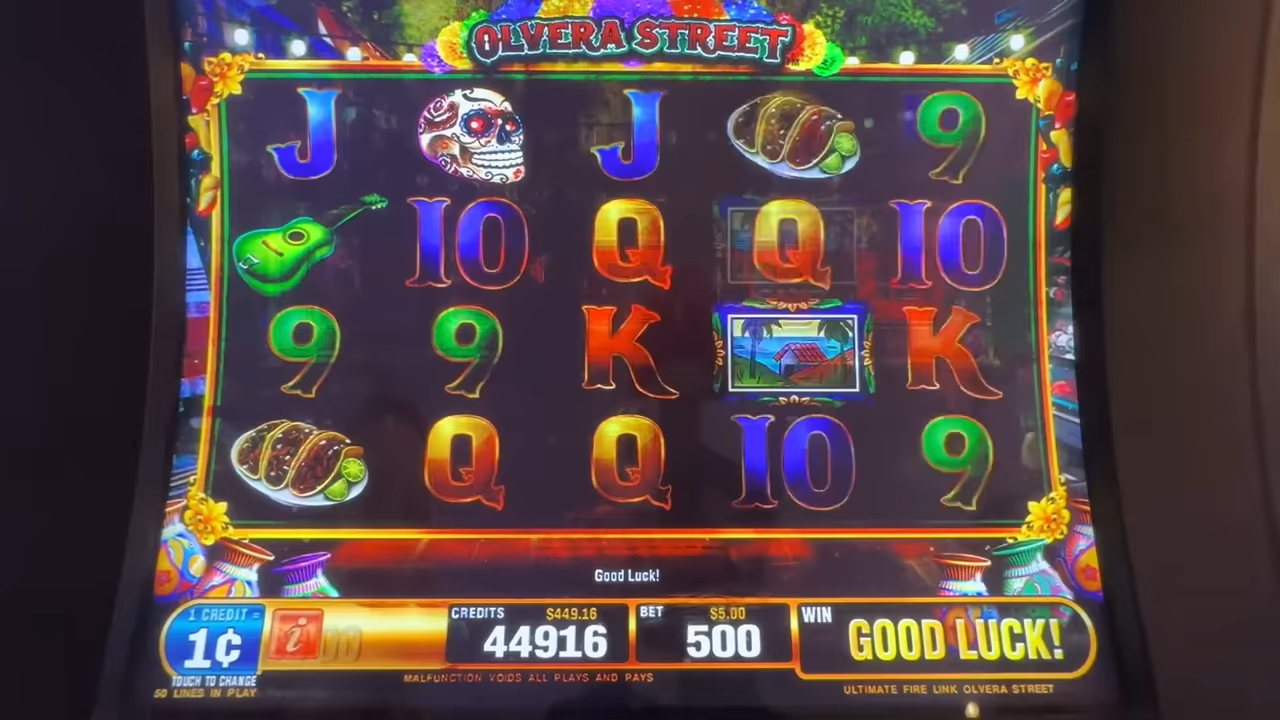 OLVERA STREET
J J 9
10 Q Q 10
9 9 K K
Q Q 10 9
Good Luck!
1 CREDIT =
1¢
TOUCH TO CHANGE
50 LINES IN PLAY
i
CREDITS $449.16
44916
BET $5.00
500
WIN
GOOD LUCK!
MALFUNCTION VOIDS ALL PLAYS AND PAYS
ULTIMATE FIRE LINK OLVERA STREET